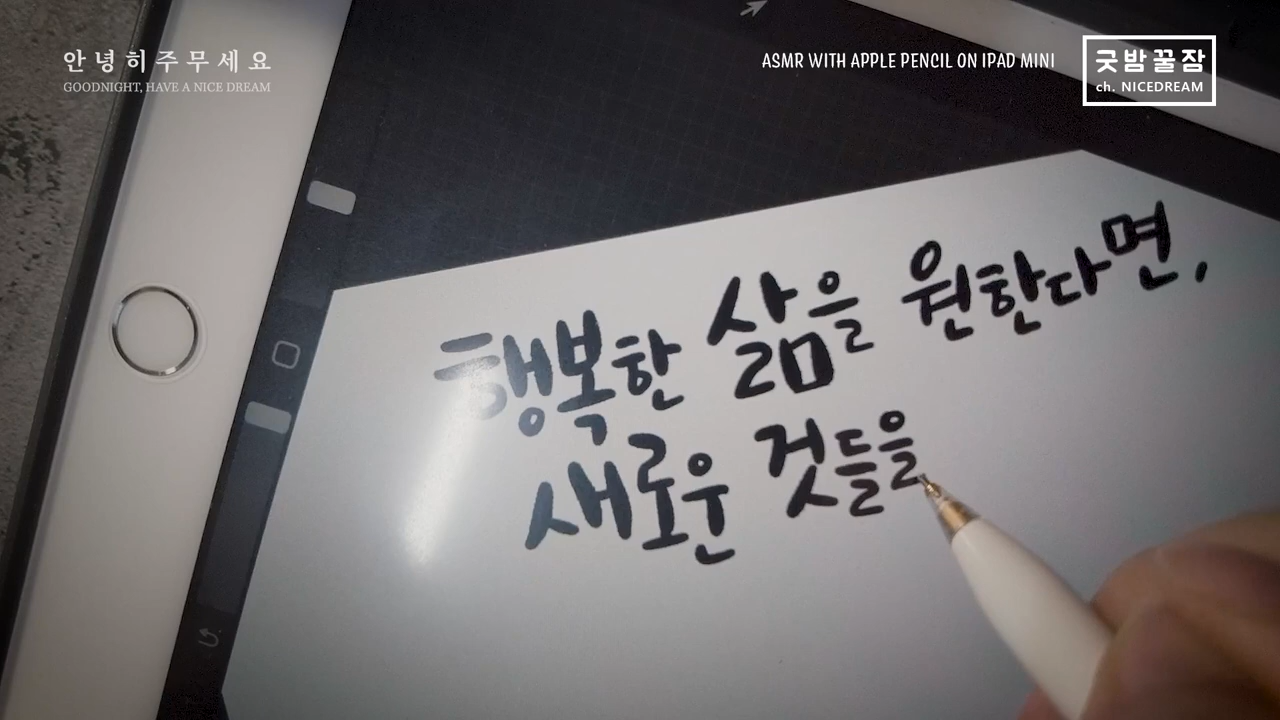 안녕히주무세요
GOODNIGHT, HAVE A NICE DREAM
ASMR WITH APPLE PENCIL ON IPAD MINI
굿밤꿀잠
ch. NICEDREAM
행복한 삶을 원한다면,
새로운 것들을